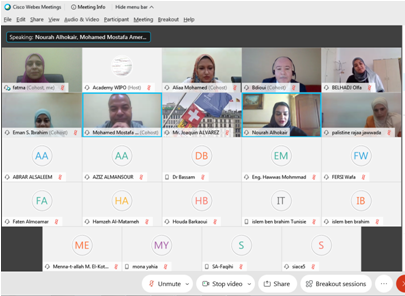 Cisco Webex Meetings
Meeting Info
Hide menu bar
File Edit Share View Audio & Video Participant Meeting Breakout Help
Speaking: Nourah Alhokair, Mohamed Mostafa Amer...
fatma (Cohost, me)
Academy WIPO (Host)
Aliaa Mohamed (Cohost)
Bdioui (Cohost)
BELHADJ Olfa
Eman S. Ibrahim (Cohost)
Mohamed Mostafa ... (Cohost)
Mr. Joaquin ALVAREZ
Nourah Alhokair
palistine rajaa jawwada
AA AA DB EM FW
ABRAR ALSALEEM
AZIZ ALMANSOUR
Dr Bassam
Eng. Hawwas Mohmmad
FERSI Wafa
FA HA HB IT IB
Faten Almoamar
Hamzeh Al-Matarneh
Houda Barkaoui
islem ben brahim Tunisie
islem ben brahim
ME MY S S
Menna-t-allah M. El-Kot...
mona yahia
SA-Faqihi
siace5
Unmute
Stop video
Share
Breakout sessions